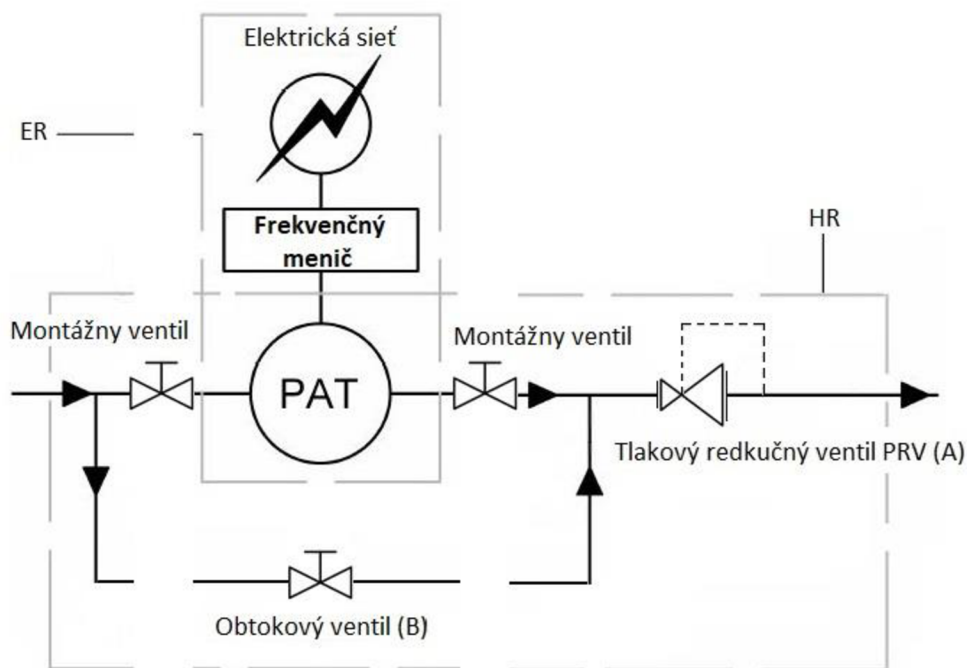 Elektrická sieť
ER
Frekvenčný
menič
HR
Montážny ventil
Montážny ventil
PAT
Tlakový redkučný ventil PRV (A)
Obtokový ventil (B)